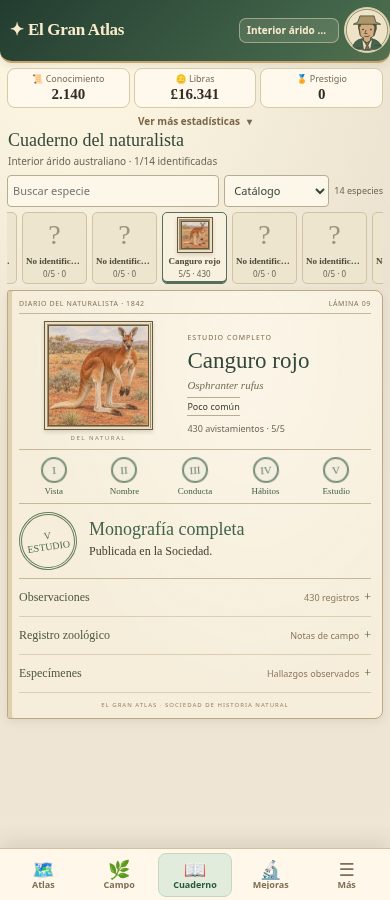 ✦ El Gran Atlas
Interior árido ...
📜 Conocimiento
2.140
🪙 Libras
£16.341
🏅 Prestigio
0
Ver más estadísticas ▾
Cuaderno del naturalista
Interior árido australiano · 1/14 identificadas
Buscar especie
Catálogo
14 especies
? ? ? ?
No identific... No identific... Canguro rojo No identific... No identific... N
0/5 · 0 0/5 · 0 5/5 · 430 0/5 · 0 0/5 · 0
DIARIO DEL NATURALISTA · 1842
LÁMINA 09
ESTUDIO COMPLETO
Canguro rojo
Osphranter rufus
Poco común
430 avistamientos · 5/5
DEL NATURAL
I II III IV V
Vista Nombre Conducta Hábitos Estudio
V
ESTUDIO
Monografía completa
Publicada en la Sociedad.
Observaciones 430 registros +
Registro zoológico Notas de campo +
Especímenes Hallazgos observados +
EL GRAN ATLAS · SOCIEDAD DE HISTORIA NATURAL
Atlas Campo Cuaderno Mejoras Más